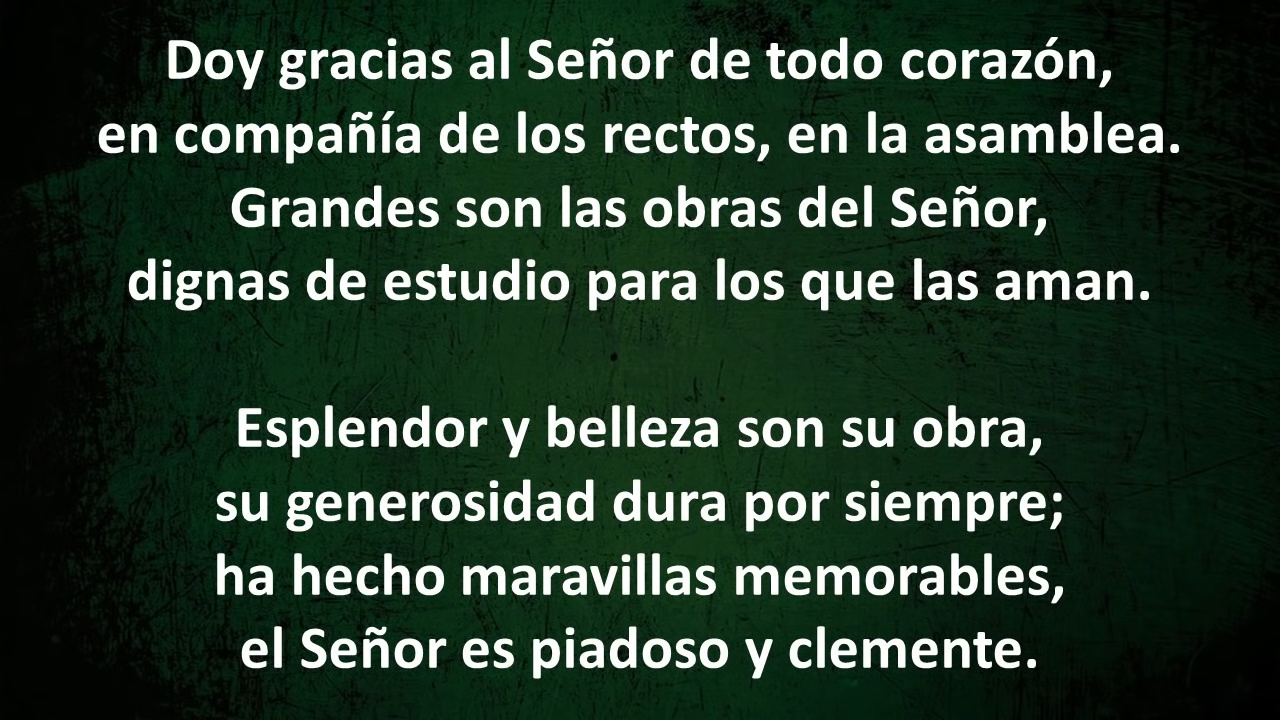 Doy gracias al Señor de todo corazón,
en compañía de los rectos, en la asamblea.
Grandes son las obras del Señor,
dignas de estudio para los que las aman.
Esplendor y belleza son su obra,
su generosidad dura por siempre;
ha hecho maravillas memorables,
el Señor es piadoso y clemente.